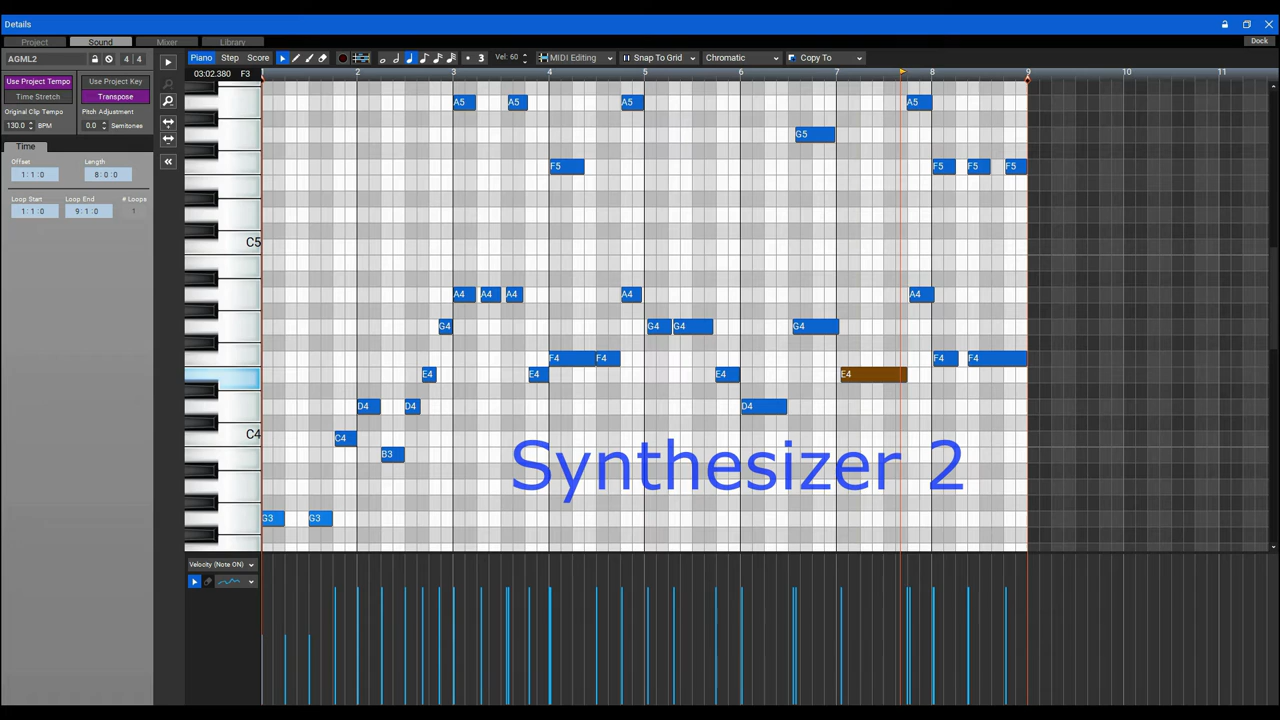 Details
Project Sound Mixer Library Dock
AGML2 4 4 Piano Step Score 3 Vel: 60 MIDI Editing Snap To Grid Chromatic Copy To
03:02.380 F3 2 3 4 5 6 7 8 9 10 11
Use Project Tempo Use Project Key
Time Stretch Transpose
Original Clip Tempo Pitch Adjustment
130.0 BPM 0.0 Semitones
Time
Offset Length
1:1:0 8:0:0
Loop Start Loop End # Loops
1:1:0 9:1:0 1
A5 A5 A5 A5
G5
F5 F5 F5 F5
C5
A4 A4 A4 A4 A4
G4 G4 G4 G4
F4 F4 F4 F4
E4 E4 E4 E4
D4 D4 D4
C4 C4
B3
Synthesizer 2
G3 G3
Velocity (Note ON)